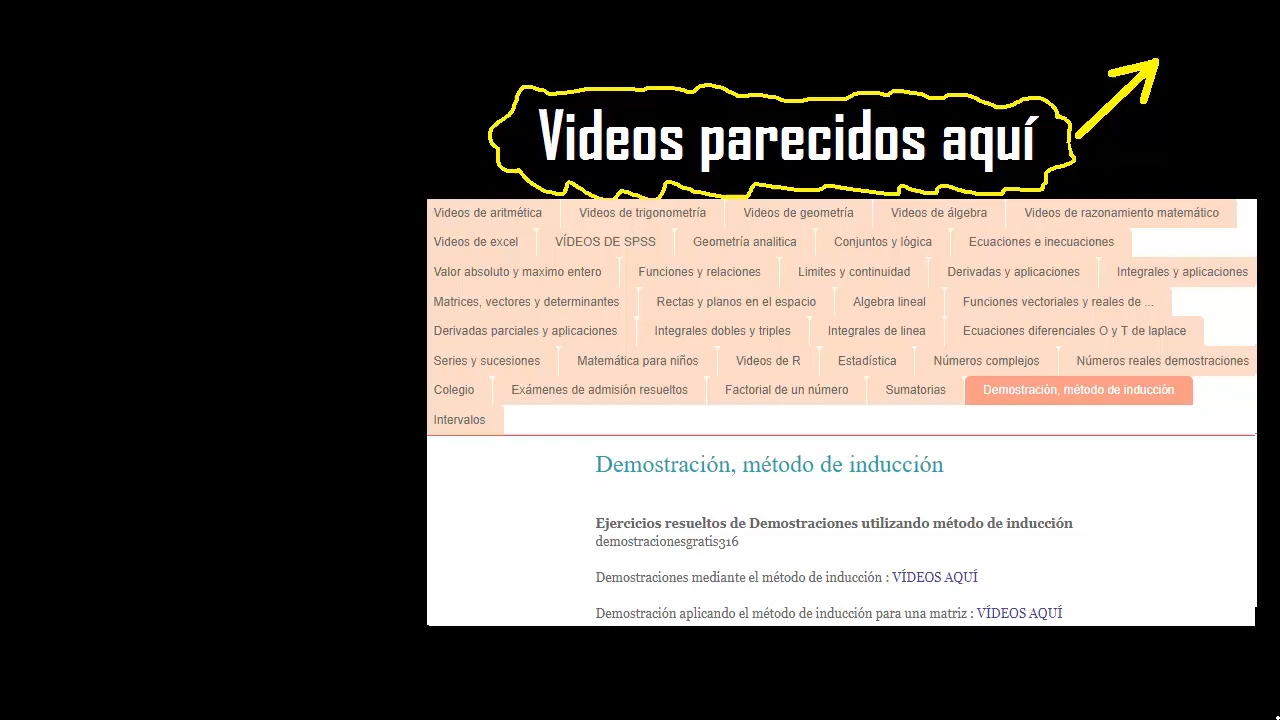 Videos parecidos aquí
Videos de aritmética Videos de trigonometría Videos de geometría Videos de álgebra Videos de razonamiento matemático
Videos de excel VÍDEOS DE SPSS Geometría analitica Conjuntos y lógica Ecuaciones e inecuaciones
Valor absoluto y maximo entero Funciones y relaciones Limites y continuidad Derivadas y aplicaciones Integrales y aplicaciones
Matrices, vectores y determinantes Rectas y planos en el espacio Algebra lineal Funciones vectoriales y reales de ...
Derivadas parciales y aplicaciones Integrales dobles y triples Integrales de linea Ecuaciones diferenciales O y T de laplace
Series y sucesiones Matemática para niños Videos de R Estadística Números complejos Números reales demostraciones
Colegio Exámenes de admisión resueltos Factorial de un número Sumatorias Demostración, método de inducción
Intervalos
Demostración, método de inducción
Ejercicios resueltos de Demostraciones utilizando método de inducción
demostracionesgratis316
Demostraciones mediante el método de inducción : VÍDEOS AQUÍ
Demostración aplicando el método de inducción para una matriz : VÍDEOS AQUÍ